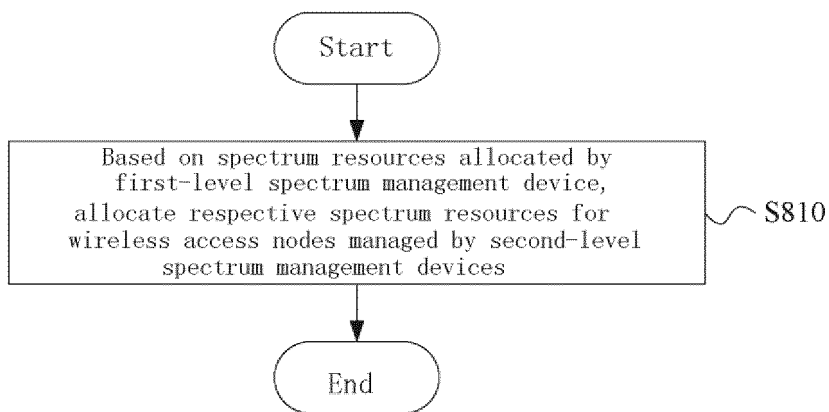 Start
Based on spectrum resources allocated by
first-level spectrum management device,
allocate respective spectrum resources for
wireless access nodes managed by second-level
spectrum management devices
S810
End